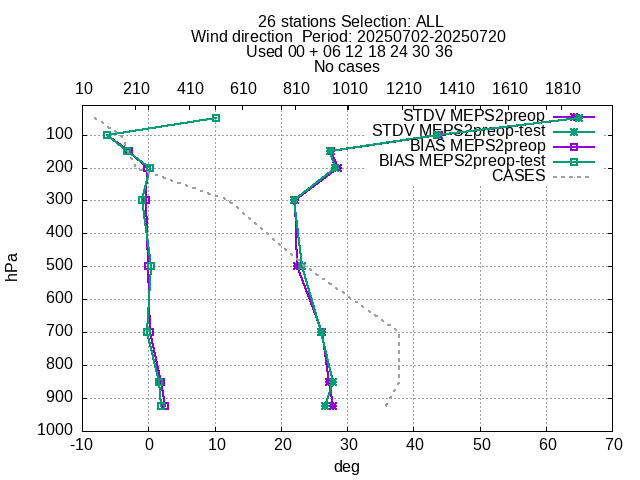 26 stations Selection: ALL
Wind direction  Period: 20250702-20250720
Used 00 + 06 12 18 24 30 36
No cases
10 210 410 610 810 1010 1210 1410 1610 1810
STDV MEPS2preop
100 STDV MEPS2preop-test
BIAS MEPS2preop
BIAS MEPS2preop-test
200 CASES
300
400
hPa
500
600
700
800
900
1000
-10 0 10 20 30 40 50 60 70
deg